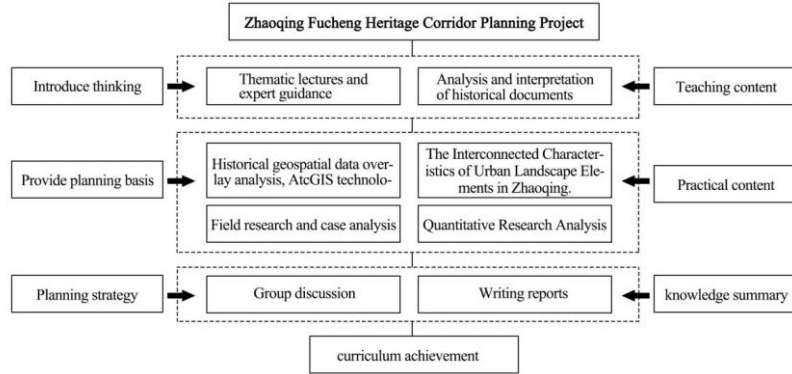 Zhaoqing Fucheng Heritage Corridor Planning Project
Introduce thinking
Thematic lectures and
expert guidance
Analysis and interpretation
of historical documents
Teaching content
Provide planning basis
Historical geospatial data over-
lay analysis, AtcGIS technolo-
The Interconnected Character-
istics of Urban Landscape Ele-
ments in Zhaoqing.
Practical content
Field research and case analysis
Quantitative Research Analysis
Planning strategy
Group discussion
Writing reports
knowledge summary
curriculum achievement